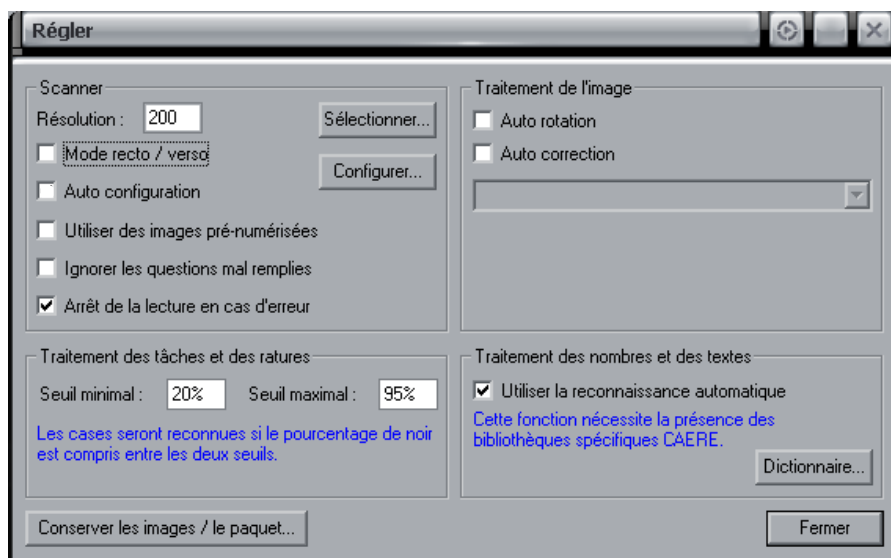 Régler
Scanner
Résolution : 200
Sélectionner...
Mode recto / verso
Configurer...
Auto configuration
Utiliser des images pré-numérisées
Ignorer les questions mal remplies
Arrêt de la lecture en cas d'erreur
Traitement de l'image
Auto rotation
Auto correction
Traitement des tâches et des ratures
Seuil minimal : 20% Seuil maximal : 95%
Les cases seront reconnues si le pourcentage de noir
est compris entre les deux seuils.
Traitement des nombres et des textes
Utiliser la reconnaissance automatique
Cette fonction nécessite la présence des
bibliothèques spécifiques CAERE.
Dictionnaire...
Conserver les images / le paquet...
Fermer